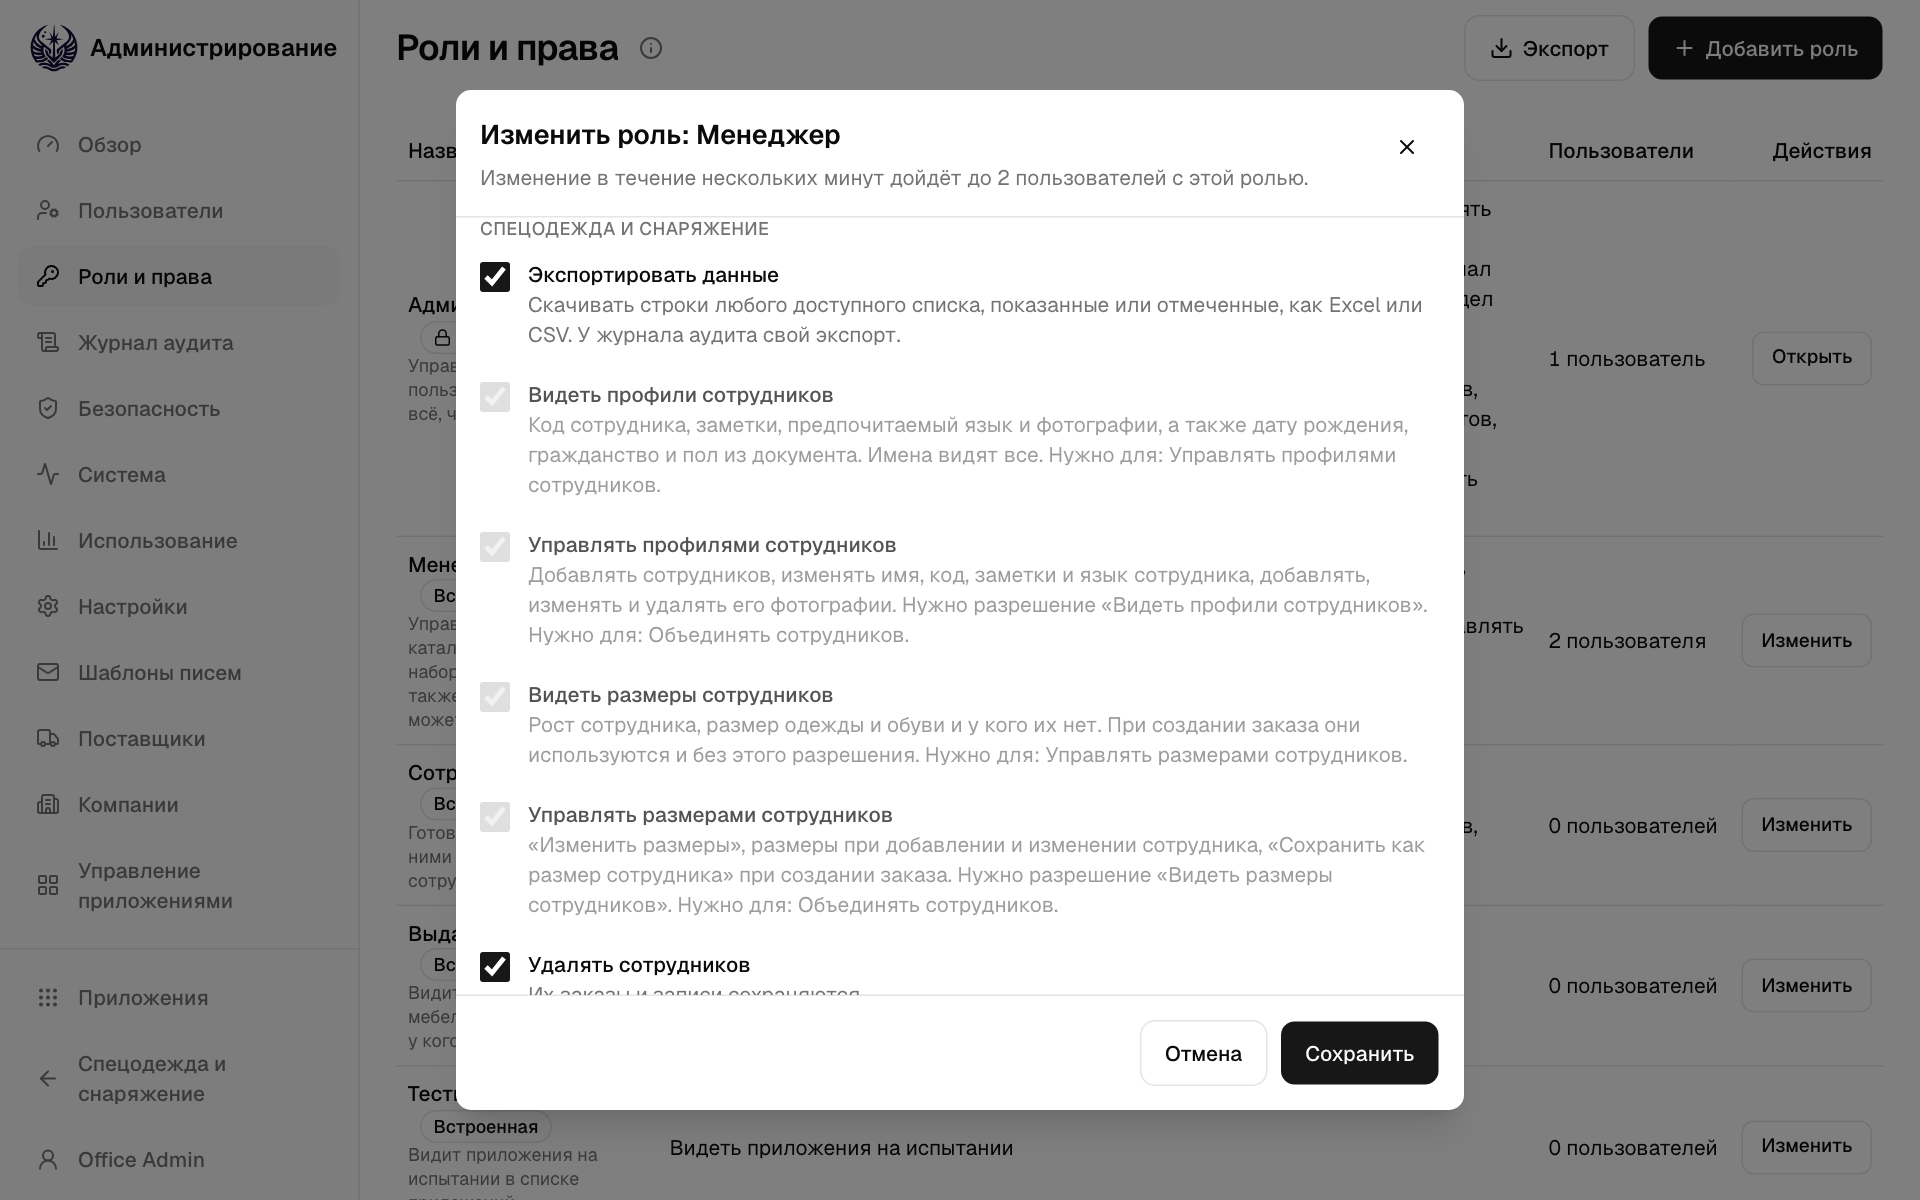 Администрирование
Обзор
Пользователи
Роли и права
Журнал аудита
Безопасность
Система
Использование
Настройки
Шаблоны писем
Поставщики
Компании
Управление
приложениями
Приложения
Спецодежда и
снаряжение
Office Admin
Роли и права
Экспорт
Добавить роль
Пользователи
Действия
1 пользователь
Открыть
2 пользователя
Изменить
0 пользователей
Изменить
0 пользователей
Изменить
Встроенная
Видит приложения на
испытании в списке
Видеть приложения на испытании
0 пользователей
Изменить
Изменить роль: Менеджер
Изменение в течение нескольких минут дойдёт до 2 пользователей с этой ролью.
СПЕЦОДЕЖДА И СНАРЯЖЕНИЕ
Экспортировать данные
Скачивать строки любого доступного списка, показанные или отмеченные, как Excel или
CSV. У журнала аудита свой экспорт.
Видеть профили сотрудников
Код сотрудника, заметки, предпочитаемый язык и фотографии, а также дату рождения,
гражданство и пол из документа. Имена видят все. Нужно для: Управлять профилями
сотрудников.
Управлять профилями сотрудников
Добавлять сотрудников, изменять имя, код, заметки и язык сотрудника, добавлять,
изменять и удалять его фотографии. Нужно разрешение «Видеть профили сотрудников».
Нужно для: Объединять сотрудников.
Видеть размеры сотрудников
Рост сотрудника, размер одежды и обуви и у кого их нет. При создании заказа они
используются и без этого разрешения. Нужно для: Управлять размерами сотрудников.
Управлять размерами сотрудников
«Изменить размеры», размеры при добавлении и изменении сотрудника, «Сохранить как
размер сотрудника» при создании заказа. Нужно разрешение «Видеть размеры
сотрудников». Нужно для: Объединять сотрудников.
Удалять сотрудников
Их заказы и записи сохраняются.
Отмена
Сохранить